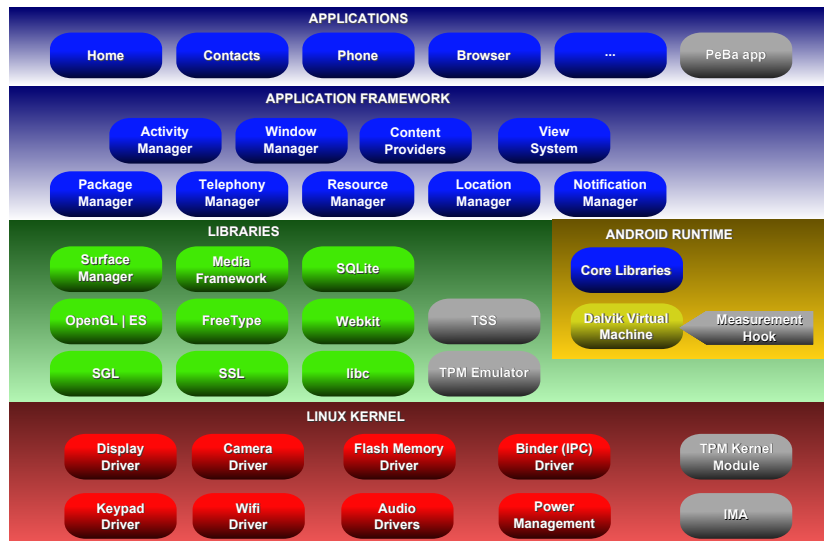 APPLICATIONS
Home
Contacts
Phone
Browser
...
PeBa app
APPLICATION FRAMEWORK
Activity
Manager
Window
Manager
Content
Providers
View
System
Package
Manager
Telephony
Manager
Resource
Manager
Location
Manager
Notification
Manager
LIBRARIES
Surface
Manager
Media
Framework
SQLite
OpenGL | ES
FreeType
Webkit
TSS
SGL
SSL
libc
TPM Emulator
ANDROID RUNTIME
Core Libraries
Dalvik Virtual
Machine
Measurement
Hook
LINUX KERNEL
Display
Driver
Camera
Driver
Flash Memory
Driver
Binder (IPC)
Driver
TPM Kernel
Module
Keypad
Driver
Wifi
Driver
Audio
Drivers
Power
Management
IMA